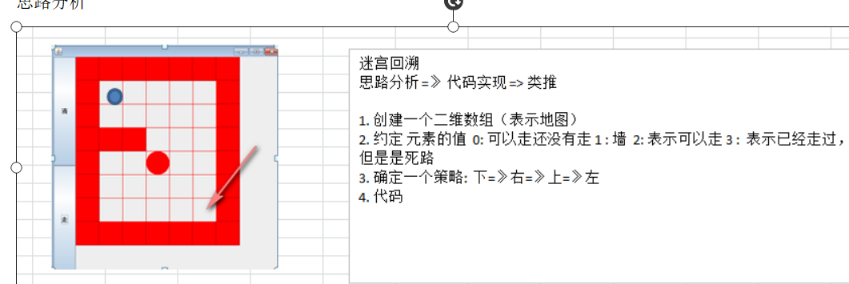 思路分析
迷宫回溯
思路分析 =》 代码实现 => 类推
1. 创建一个二维数组（表示地图）
2. 约定 元素的值 0: 可以走还没有走 1 : 墙 2: 表示可以走 3 : 表示已经走过，
但是是死路
3. 确定一个策略: 下=》右=》上=》左
4. 代码
走